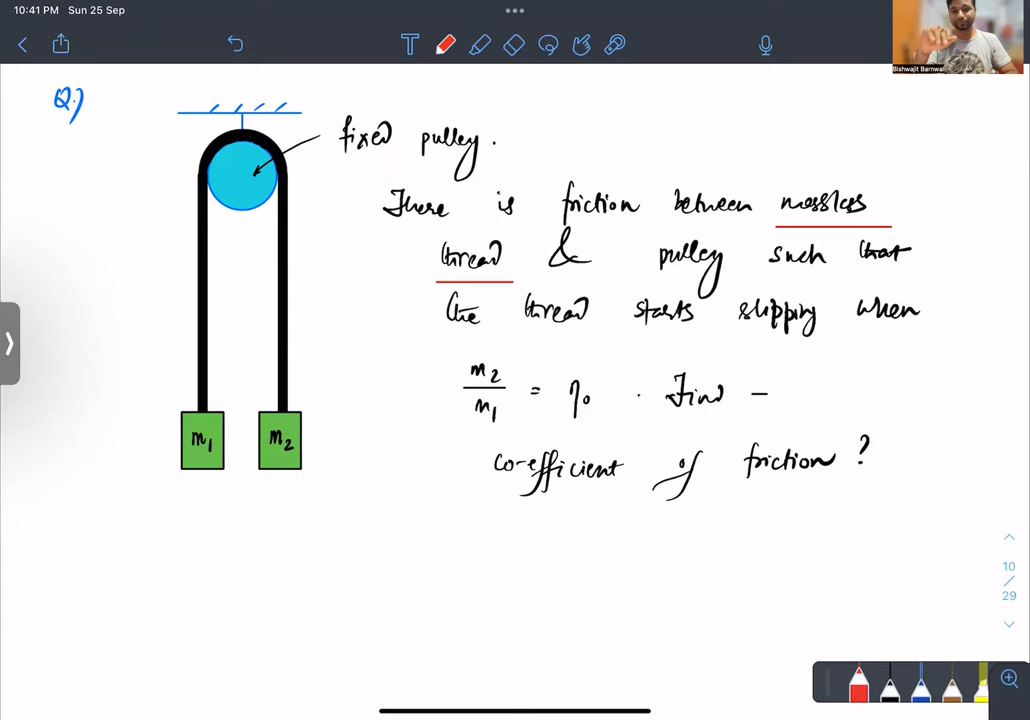 10:41 PM Sun 25 Sep
Bishwajit Barnwal
Q.)
fixed pulley.
There is friction between massless
thread & pulley such that
the thread starts slipping when
m2/m1 = η0 . Find –
co-efficient of friction ?
m1
m2
10
/
29